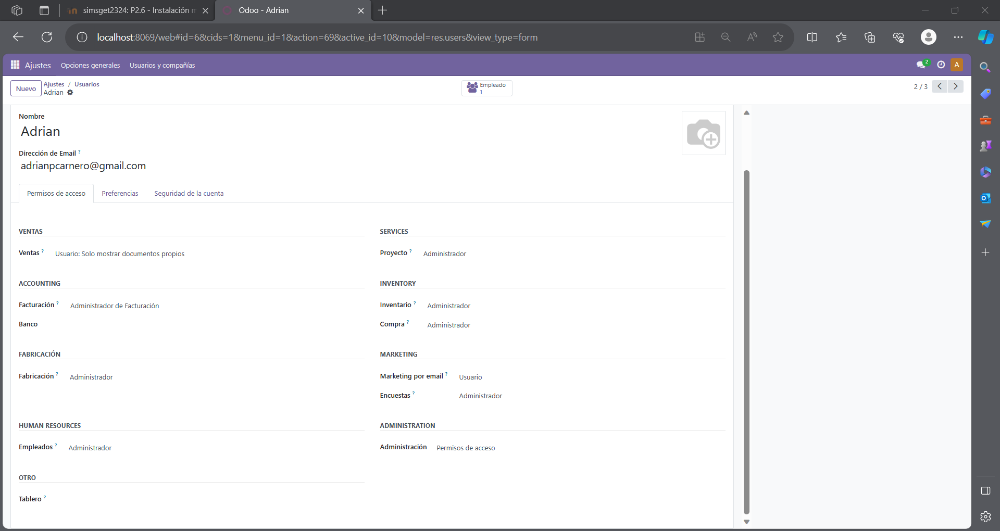 simsget2324: P2.6 - Instalación
Odoo - Adrian
localhost:8069/web#id=6&cids=1&menu_id=1&action=69&active_id=10&model=res.users&view_type=form
Ajustes Opciones generales Usuarios y compañías
2
A
Nuevo
Ajustes / Usuarios
Adrian
Empleado
1
2 / 3
Nombre
Adrian
Dirección de Email ?
adrianpcarnero@gmail.com
Permisos de acceso Preferencias Seguridad de la cuenta
VENTAS
Ventas ? Usuario: Solo mostrar documentos propios
SERVICES
Proyecto ? Administrador
ACCOUNTING
Facturación ? Administrador de Facturación
Banco
INVENTORY
Inventario ? Administrador
Compra ? Administrador
FABRICACIÓN
Fabricación ? Administrador
MARKETING
Marketing por email ? Usuario
Encuestas ? Administrador
HUMAN RESOURCES
Empleados ? Administrador
ADMINISTRATION
Administración Permisos de acceso
OTRO
Tablero ?